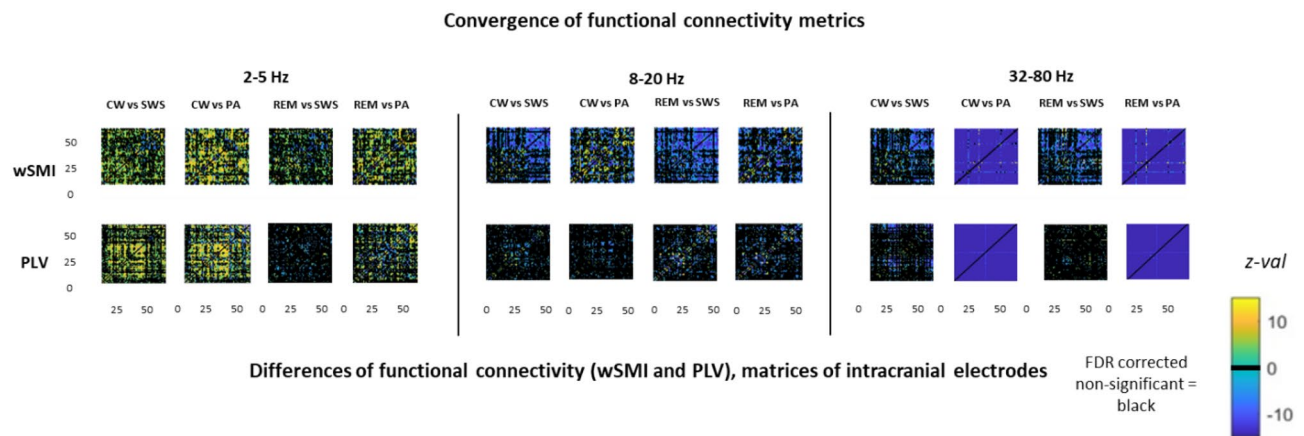 Convergence of functional connectivity metrics
2-5 Hz
8-20 Hz
32-80 Hz
CW vs SWS CW vs PA REM vs SWS REM vs PA
CW vs SWS CW vs PA REM vs SWS REM vs PA
CW vs SWS CW vs PA REM vs SWS REM vs PA
wSMI
50
25
0
PLV
50
25
0
25 50 0 25 50 0 25 50 0 25 50
0 25 50 0 25 50 0 25 50 0 25 50
0 25 50 0 25 50 0 25 50 0 25 50
z-val
10
0
-10
Differences of functional connectivity (wSMI and PLV), matrices of intracranial electrodes
FDR corrected
non-significant =
black